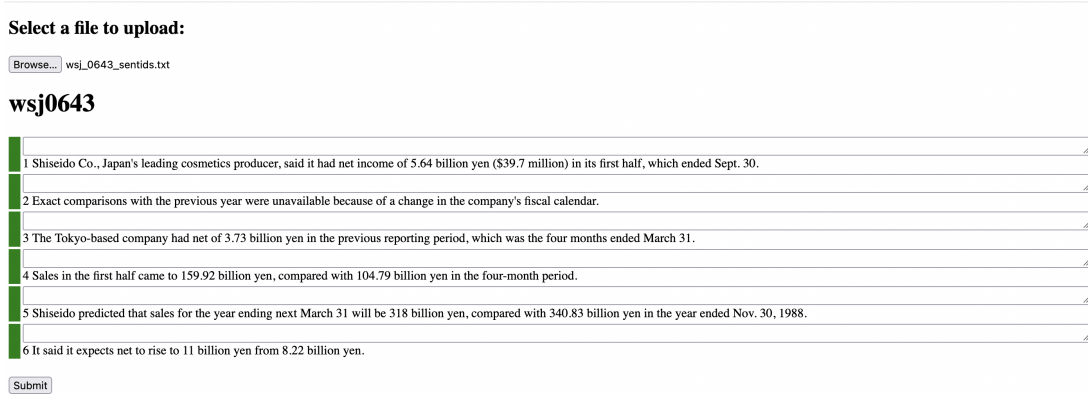 Select a file to upload:
Browse... wsj_0643_sentids.txt
wsj0643
1 Shiseido Co., Japan's leading cosmetics producer, said it had net income of 5.64 billion yen ($39.7 million) in its first half, which ended Sept. 30.
2 Exact comparisons with the previous year were unavailable because of a change in the company's fiscal calendar.
3 The Tokyo-based company had net of 3.73 billion yen in the previous reporting period, which was the four months ended March 31.
4 Sales in the first half came to 159.92 billion yen, compared with 104.79 billion yen in the four-month period.
5 Shiseido predicted that sales for the year ending next March 31 will be 318 billion yen, compared with 340.83 billion yen in the year ended Nov. 30, 1988.
6 It said it expects net to rise to 11 billion yen from 8.22 billion yen.
Submit